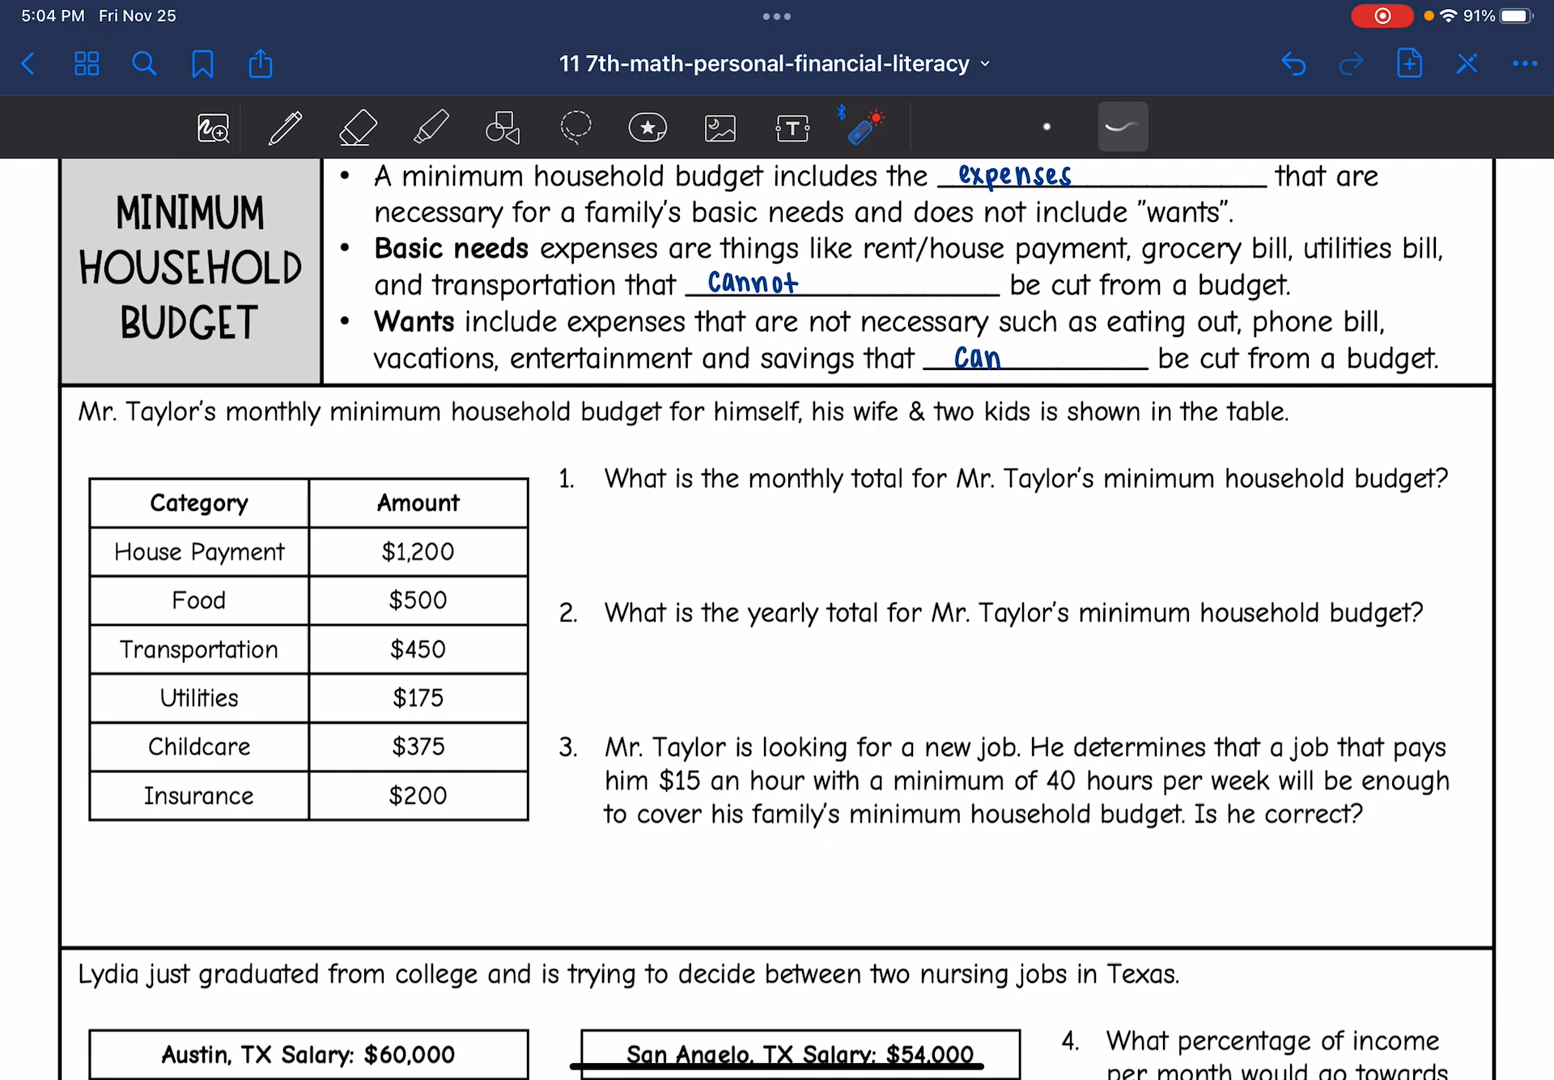 5:04 PM Fri Nov 25
91%
11 7th-math-personal-financial-literacy
MINIMUM
HOUSEHOLD
BUDGET
• A minimum household budget includes the expenses that are
necessary for a family's basic needs and does not include "wants".
• Basic needs expenses are things like rent/house payment, grocery bill, utilities bill,
and transportation that cannot be cut from a budget.
• Wants include expenses that are not necessary such as eating out, phone bill,
vacations, entertainment and savings that can be cut from a budget.
Mr. Taylor's monthly minimum household budget for himself, his wife & two kids is shown in the table.
Category Amount
House Payment $1,200
Food $500
Transportation $450
Utilities $175
Childcare $375
Insurance $200
1. What is the monthly total for Mr. Taylor's minimum household budget?
2. What is the yearly total for Mr. Taylor's minimum household budget?
3. Mr. Taylor is looking for a new job. He determines that a job that pays
him $15 an hour with a minimum of 40 hours per week will be enough
to cover his family's minimum household budget. Is he correct?
Lydia just graduated from college and is trying to decide between two nursing jobs in Texas.
Austin, TX Salary: $60,000
San Angelo, TX Salary: $54,000
4. What percentage of income
per month would go towards